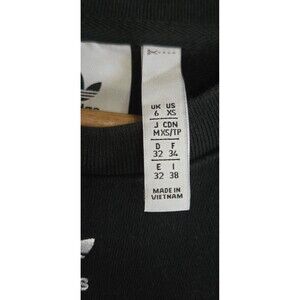 UK US
6 XS
J CDN
M XS/TP
D F
32 34
E I
32 38
MADE IN
VIETNAM